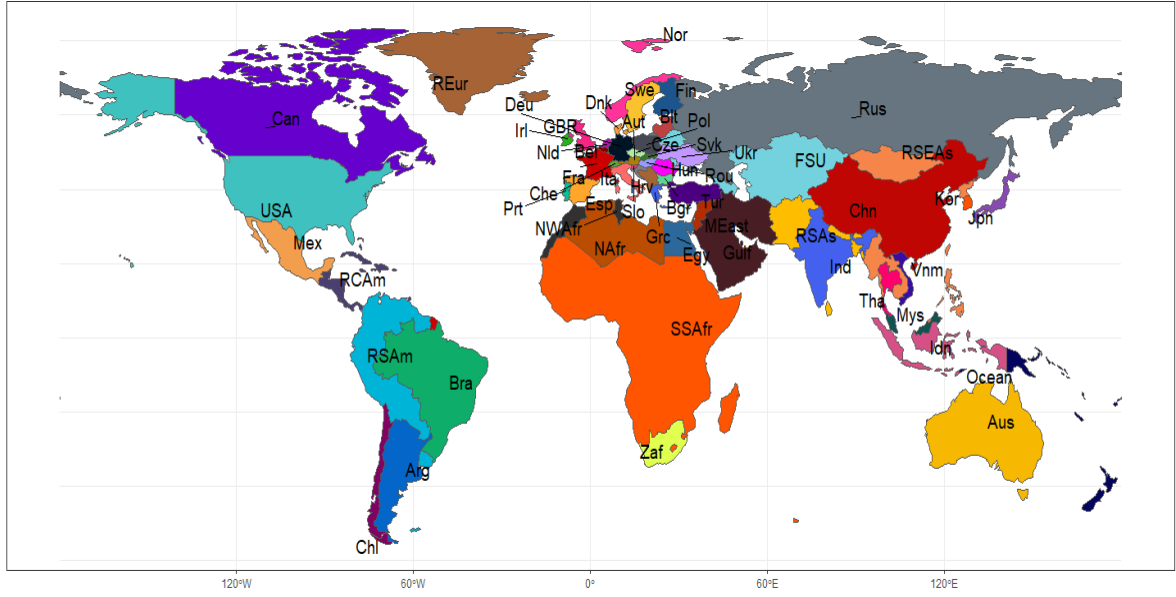 Nor
REur
Swe
Fin
Deu
Dnk
Rus
Can
Irl
GBR
Aut
Blt
Pol
Nld
Bel
Cze
Svk
Ukr
FSU
RSEAs
Fra
Ita
Hun
Rou
Che
Hrv
Tur
Kor
Prt
Esp
Slo
Bgr
USA
Chn
Jpn
NWAfr
MEast
Mex
NAfr
Grc
Egy
Gulf
RSAs
Ind
Vnm
RCAm
Tha
Mys
SSAfr
Idn
RSAm
Bra
Ocean
Aus
Zaf
Arg
Chl
120°W
60°W
0°
60°E
120°E